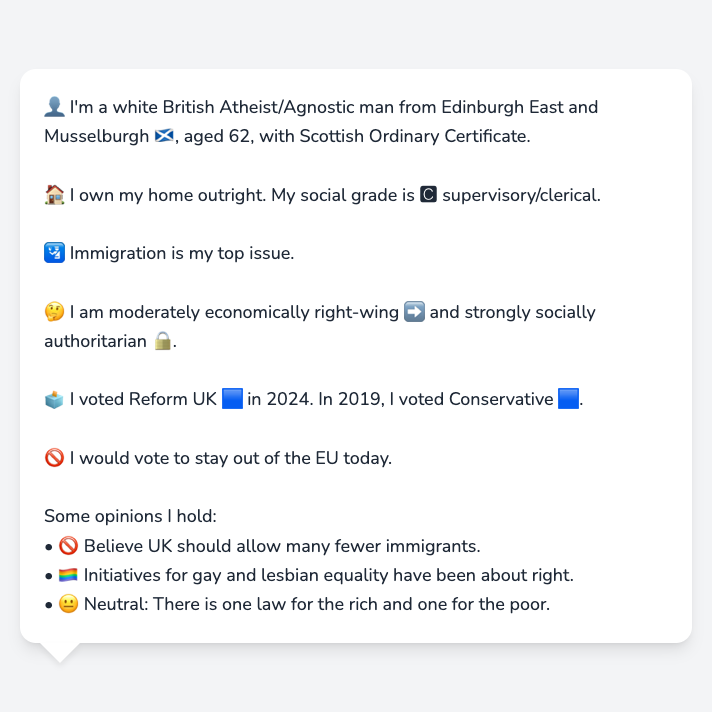 👤 I'm a white British Atheist/Agnostic man from Edinburgh East and
Musselburgh 🏴󠁧󠁢󠁳󠁣󠁴󠁿, aged 62, with Scottish Ordinary Certificate.
🏠 I own my home outright. My social grade is 🅲 supervisory/clerical.
🛂 Immigration is my top issue.
🤔 I am moderately economically right-wing ➡️ and strongly socially
authoritarian 🔒.
🗳️ I voted Reform UK 🟦 in 2024. In 2019, I voted Conservative 🟦.
🚫 I would vote to stay out of the EU today.
Some opinions I hold:
• 🚫 Believe UK should allow many fewer immigrants.
• 🏳️‍🌈 Initiatives for gay and lesbian equality have been about right.
• 😐 Neutral: There is one law for the rich and one for the poor.